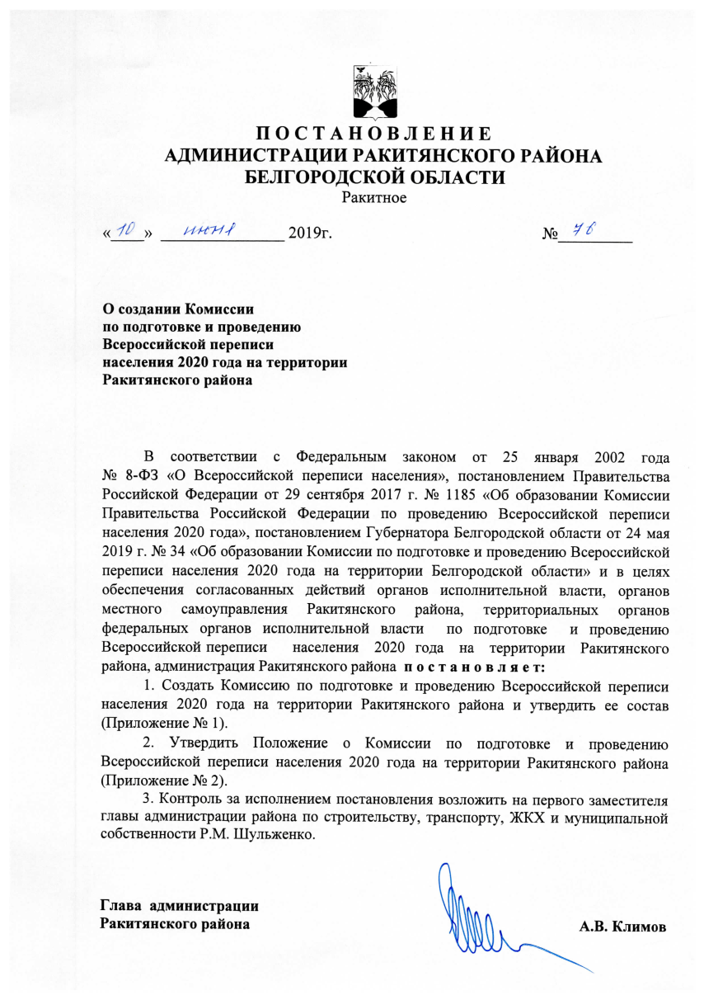 П О С Т А Н О В Л Е Н И Е
АДМИНИСТРАЦИИ РАКИТЯНСКОГО РАЙОНА
БЕЛГОРОДСКОЙ ОБЛАСТИ
Ракитное
« 10 » июня 2019г. № 76
О создании Комиссии
по подготовке и проведению
Всероссийской переписи
населения 2020 года на территории
Ракитянского района
В соответствии с Федеральным законом от 25 января 2002 года
№ 8-ФЗ «О Всероссийской переписи населения», постановлением Правительства
Российской Федерации от 29 сентября 2017 г. № 1185 «Об образовании Комиссии
Правительства Российской Федерации по проведению Всероссийской переписи
населения 2020 года», постановлением Губернатора Белгородской области от 24 мая
2019 г. № 34 «Об образовании Комиссии по подготовке и проведению Всероссийской
переписи населения 2020 года на территории Белгородской области» и в целях
обеспечения согласованных действий органов исполнительной власти, органов
местного самоуправления Ракитянского района, территориальных органов
федеральных органов исполнительной власти по подготовке и проведению
Всероссийской переписи населения 2020 года на территории Ракитянского
района, администрация Ракитянского района п о с т а н о в л я е т:
1. Создать Комиссию по подготовке и проведению Всероссийской переписи
населения 2020 года на территории Ракитянского района и утвердить ее состав
(Приложение № 1).
2. Утвердить Положение о Комиссии по подготовке и проведению
Всероссийской переписи населения 2020 года на территории Ракитянского района
(Приложение № 2).
3. Контроль за исполнением постановления возложить на первого заместителя
главы администрации района по строительству, транспорту, ЖКХ и муниципальной
собственности Р.М. Шульженко.
Глава администрации
Ракитянского района А.В. Климов